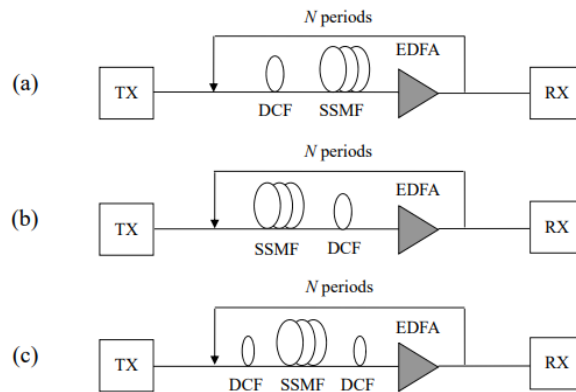 N periods
EDFA
(a) TX RX
DCF SSMF
N periods
EDFA
(b) TX RX
SSMF DCF
N periods
EDFA
(c) TX RX
DCF SSMF DCF